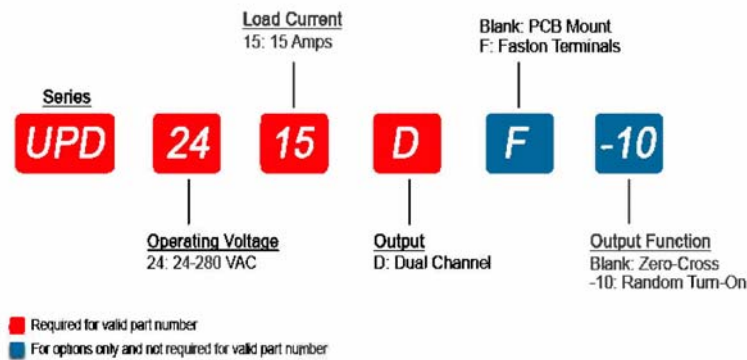 Load Current
15: 15 Amps
Blank: PCB Mount
F: Faston Terminals
Series
UPD 24 15 D F -10
Operating Voltage
24: 24-280 VAC
Output
D: Dual Channel
Output Function
Blank: Zero-Cross
-10: Random Turn-On
Required for valid part number
For options only and not required for valid part number